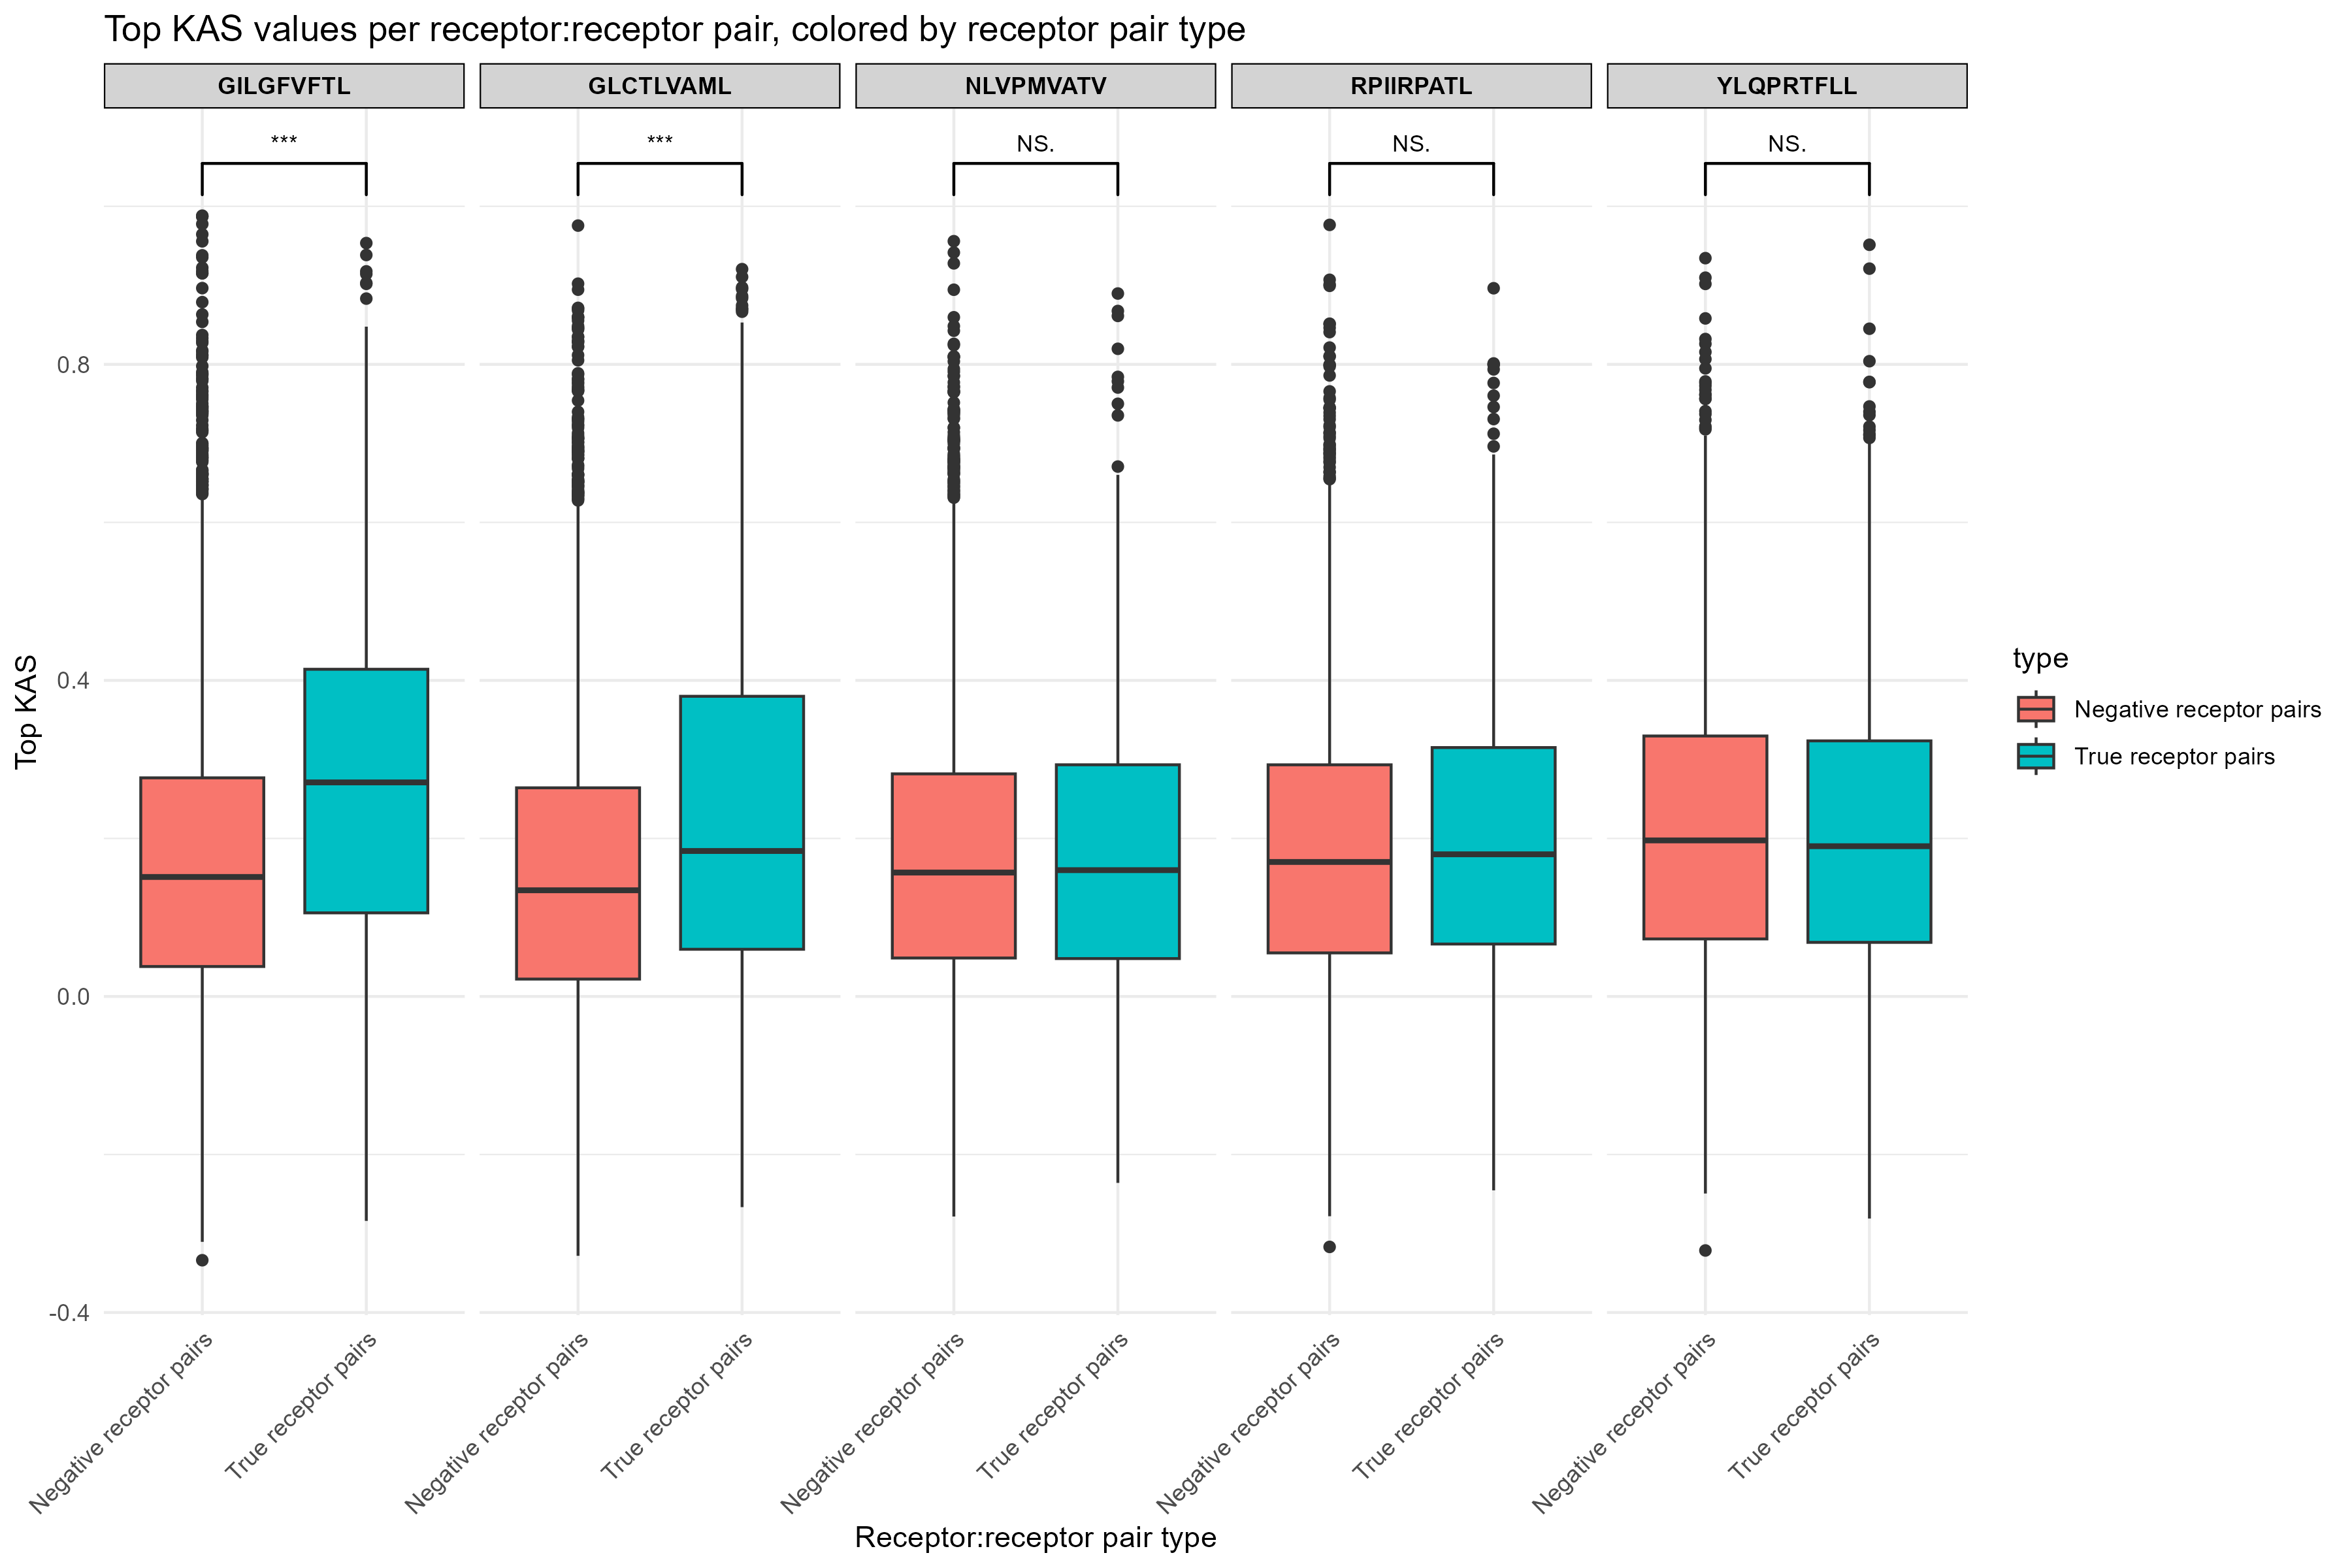 Top KAS values per receptor:receptor pair, colored by receptor pair type
GILGFVFTL
GLCTLVAML
NLVPMVATV
RPIIRPATL
YLQPRTFLL
***
***
NS.
NS.
NS.
Top KAS
0.8
0.4
0.0
-0.4
Negative receptor pairs
True receptor pairs
Negative receptor pairs
True receptor pairs
Negative receptor pairs
True receptor pairs
Negative receptor pairs
True receptor pairs
Negative receptor pairs
True receptor pairs
Receptor:receptor pair type
type
Negative receptor pairs
True receptor pairs